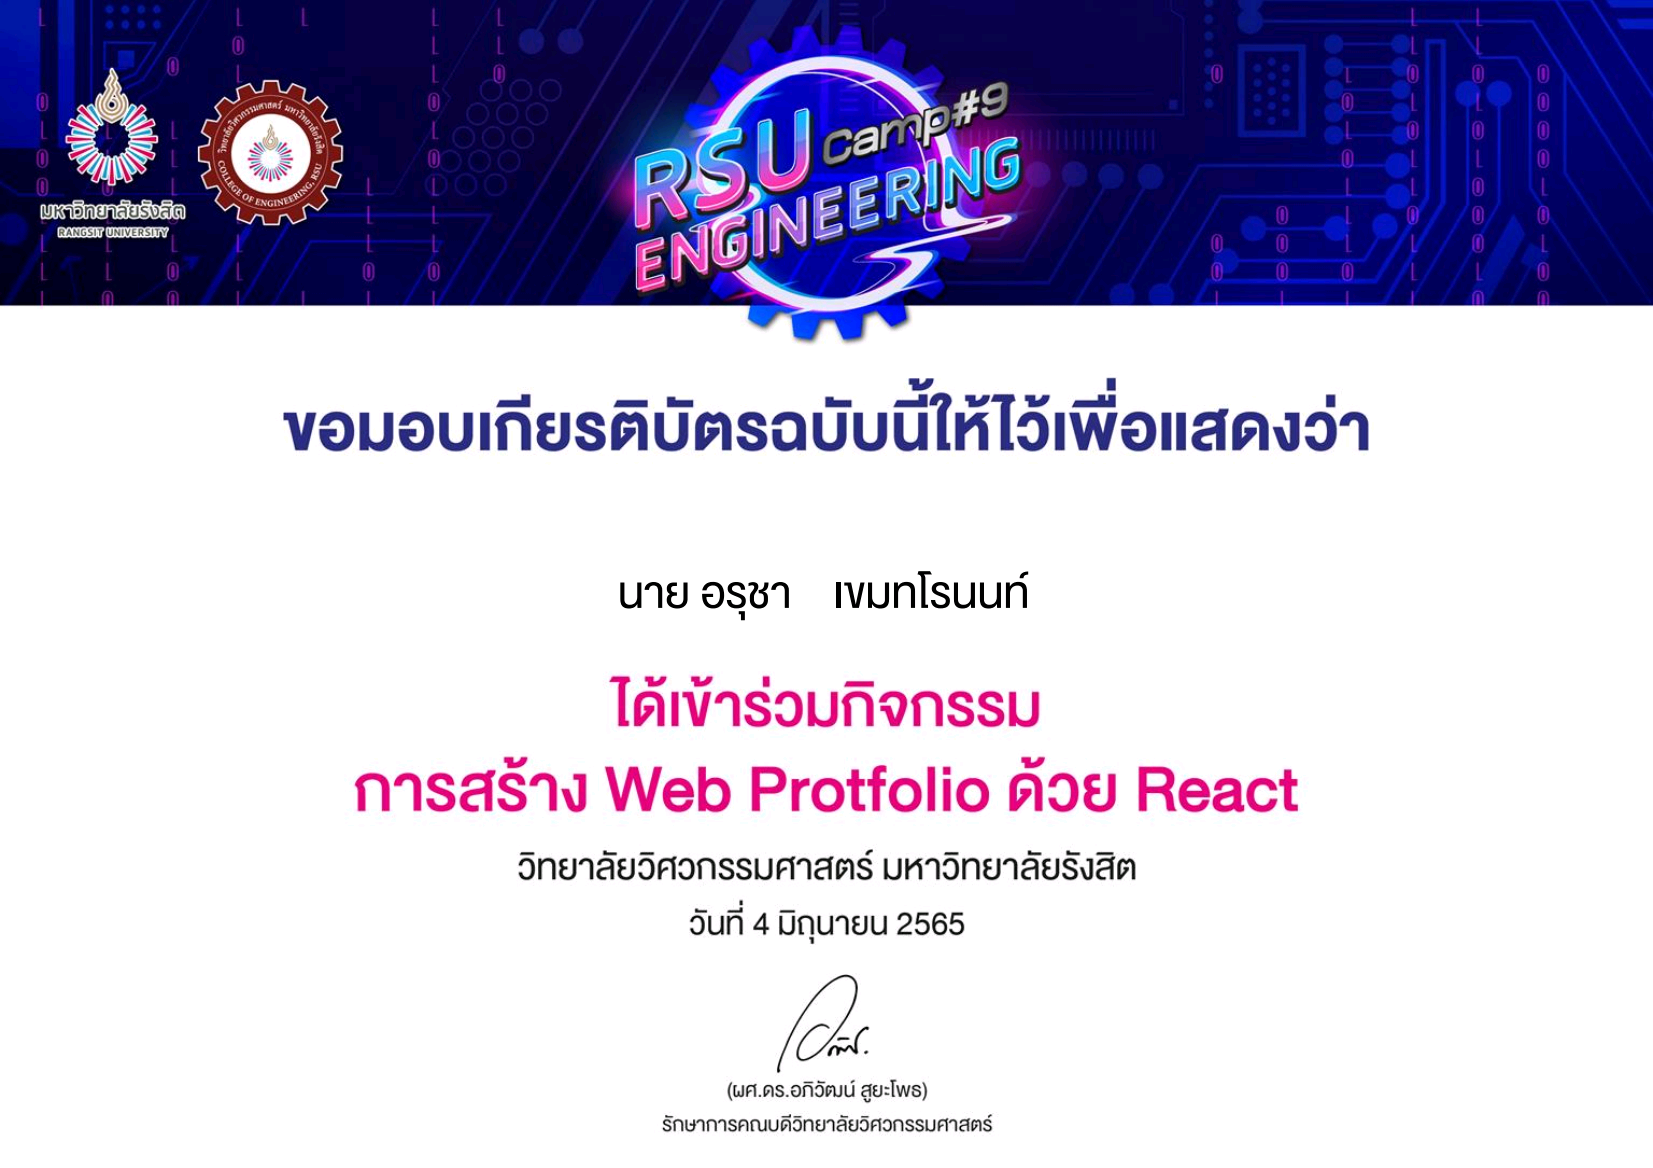 มหาวิทยาลัยรังสิต
RANGSIT UNIVERSITY
วิทยาลัยวิศวกรรมศาสตร์ มหาวิทยาลัยรังสิต
COLLEGE OF ENGINEERING, RSU
RSU Camp#9
ENGINEERING
ขอมอบเกียรติบัตรฉบับนี้ให้ไว้เพื่อแสดงว่า
นาย อรุชา เขมทโรนนท์
ได้เข้าร่วมกิจกรรม
การสร้าง Web Protfolio ด้วย React
วิทยาลัยวิศวกรรมศาสตร์ มหาวิทยาลัยรังสิต
วันที่ 4 มิถุนายน 2565
(ผศ.ดร.อภิวัฒน์ สูยะโพธ)
รักษาการคณบดีวิทยาลัยวิศวกรรมศาสตร์